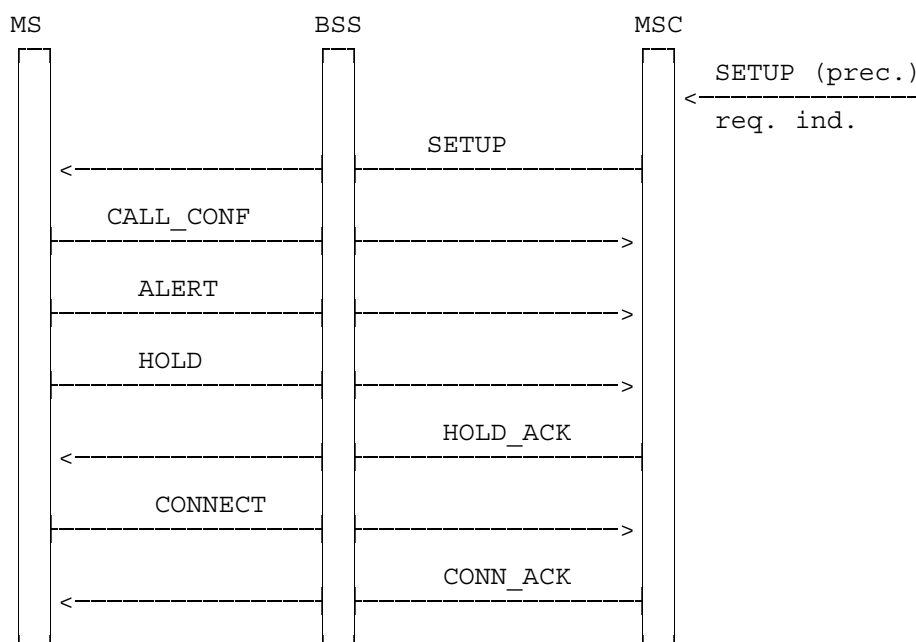 MS BSS MSC
SETUP (prec.)
req. ind.
SETUP
CALL_CONF
ALERT
HOLD
HOLD_ACK
CONNECT
CONN_ACK